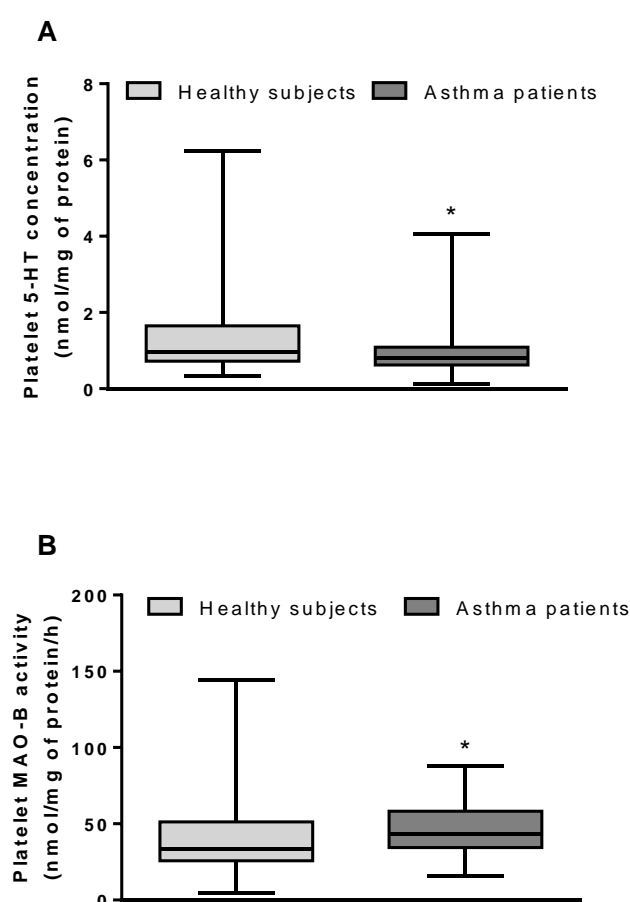 A
Platelet 5-HT concentration
(nmol/mg of protein)
8
6
4
2
0
Healthy subjects
Asthma patients
*
B
Platelet MAO-B activity
(nmol/mg of protein/h)
200
150
100
50
0
Healthy subjects
Asthma patients
*